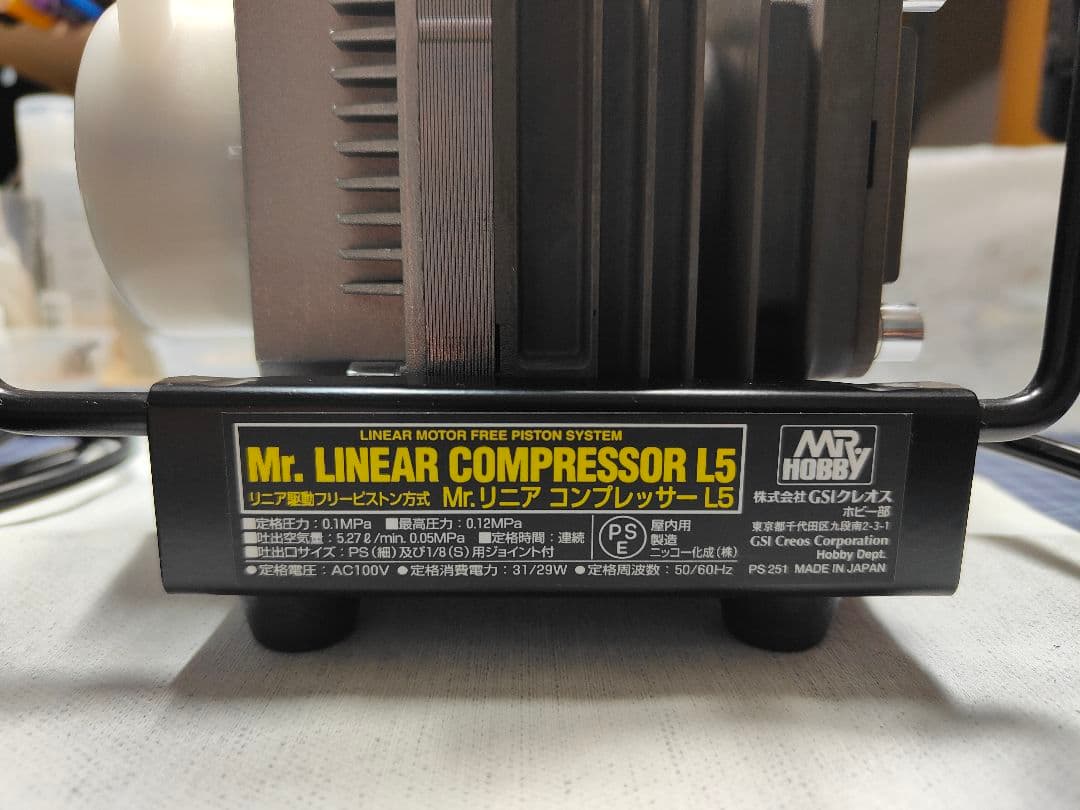 LINEAR MOTOR FREE PISTON SYSTEM
Mr. LINEAR COMPRESSOR L5
リニア駆動フリーピストン方式 Mr.リニア コンプレッサー L5
■定格圧力：0.1MPa ■最高圧力：0.12MPa
■吐出空気量：5.27ℓ/min. 0.05MPa ■定格時間：連続
■吐出口サイズ：PS（細）及び1/8（S）用ジョイント付
PS
E
屋内用
製造
ニッコー化成（株）
●定格電圧：AC100V ●定格消費電力：31/29W ●定格周波数：50/60Hz
MR
HOBBY
株式会社GSIクレオス
ホビー部
東京都千代田区九段南2-3-1
GSI Creos Corporation
Hobby Dept.
PS 251 MADE IN JAPAN